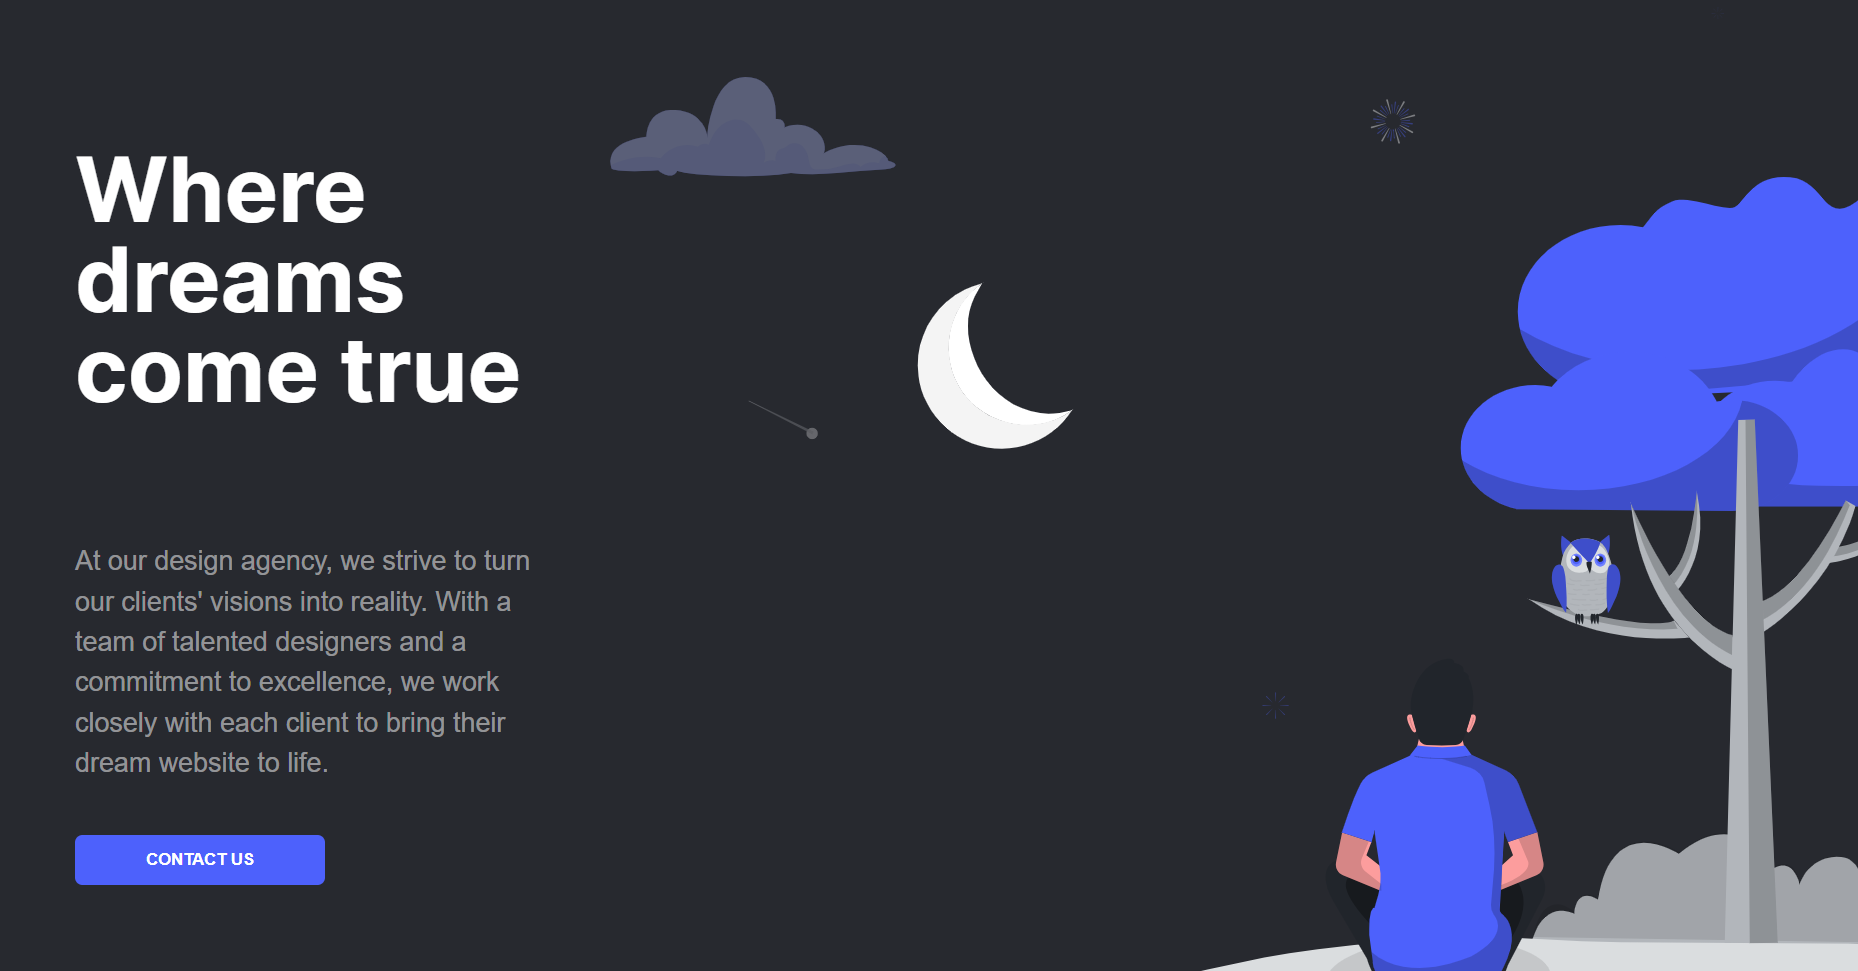 Where
dreams
come true
At our design agency, we strive to turn
our clients' visions into reality. With a
team of talented designers and a
commitment to excellence, we work
closely with each client to bring their
dream website to life.
CONTACT US